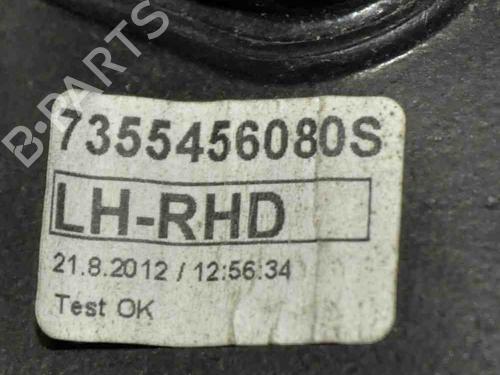 B-PARTS
7355456080S
LH-RHD
21.8.2012 / 12:56:34
Test OK